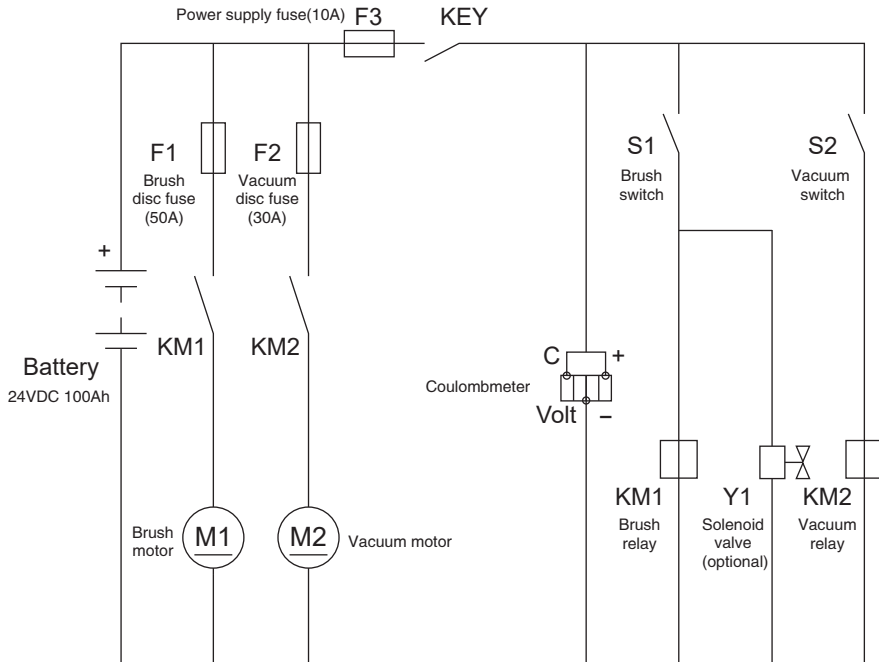 Power supply fuse(10A)
F3
KEY
F1
Brush
disc fuse
(50A)
F2
Vacuum
disc fuse
(30A)
S1
Brush
switch
S2
Vacuum
switch
+
Battery
24VDC 100Ah
KM1
KM2
C
+
Coulombmeter
Volt
–
Brush
motor
M1
M2
Vacuum motor
KM1
Brush
relay
Y1
Solenoid
valve
(optional)
KM2
Vacuum
relay